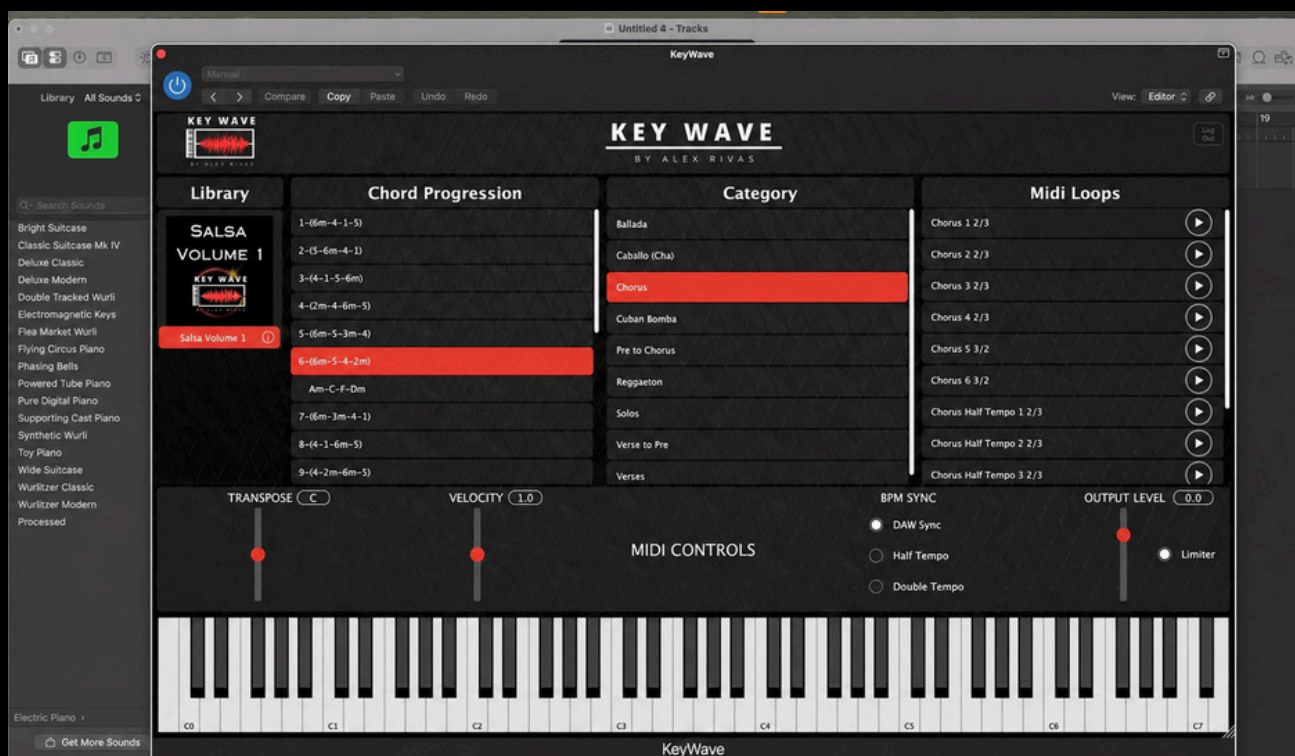 Untitled 4 - Tracks
KeyWave
Manual
Compare Copy Paste Undo Redo
View: Editor
Library All Sounds
Search Sounds
Bright Suitcase
Classic Suitcase Mk IV
Deluxe Classic
Deluxe Modern
Double Tracked Wurli
Electromagnetic Keys
Flea Market Wurli
Flying Circus Piano
Phasing Bells
Powered Tube Piano
Pure Digital Piano
Supporting Cast Piano
Synthetic Wurli
Toy Piano
Wide Suitcase
Wurlitzer Classic
Wurlitzer Modern
Processed
Electric Piano
Get More Sounds
KEY WAVE
BY ALEX RIVAS
KEY WAVE
BY ALEX RIVAS
Log
Out
19
Library
SALSA
VOLUME 1
KEY WAVE
Salsa Volume 1
Chord Progression
1-(6m-4-1-5)
2-(5-6m-4-1)
3-(4-1-5-6m)
4-(2m-4-6m-5)
5-(6m-5-3m-4)
6-(6m-5-4-2m)
Am-C-F-Dm
7-(6m-3m-4-1)
8-(4-1-6m-5)
9-(4-2m-6m-5)
Category
Ballada
Caballo (Cha)
Chorus
Cuban Bomba
Pre to Chorus
Reggaeton
Solos
Verse to Pre
Verses
Midi Loops
Chorus 1 2/3
Chorus 2 2/3
Chorus 3 2/3
Chorus 4 2/3
Chorus 5 3/2
Chorus 6 3/2
Chorus Half Tempo 1 2/3
Chorus Half Tempo 2 2/3
Chorus Half Tempo 3 2/3
TRANSPOSE C
VELOCITY 1.0
MIDI CONTROLS
BPM SYNC
DAW Sync
Half Tempo
Double Tempo
OUTPUT LEVEL 0.0
Limiter
C0 C1 C2 C3 C4 C5 C6 C7
KeyWave